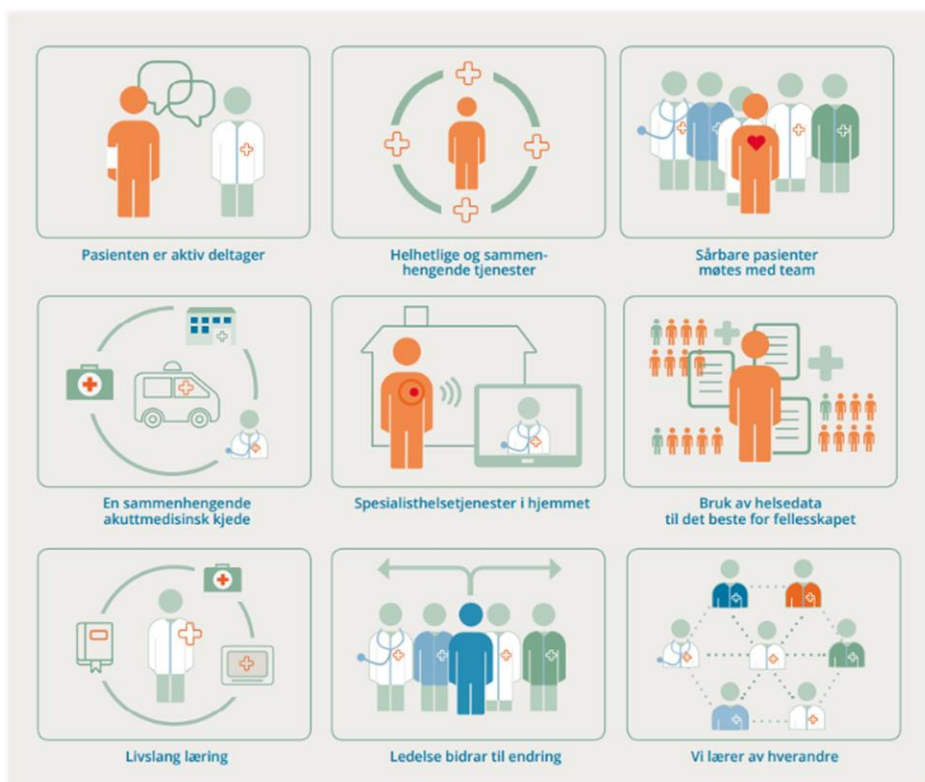 Pasienten er aktiv deltager
Helhetlige og sammen-
hengende tjenester
Sårbare pasienter
møtes med team
En sammenhengende
akuttmedisinsk kjede
Spesialisthelsetjenester i hjemmet
Bruk av helsedata
til det beste for fellesskapet
Livslang læring
Ledelse bidrar til endring
Vi lærer av hverandre